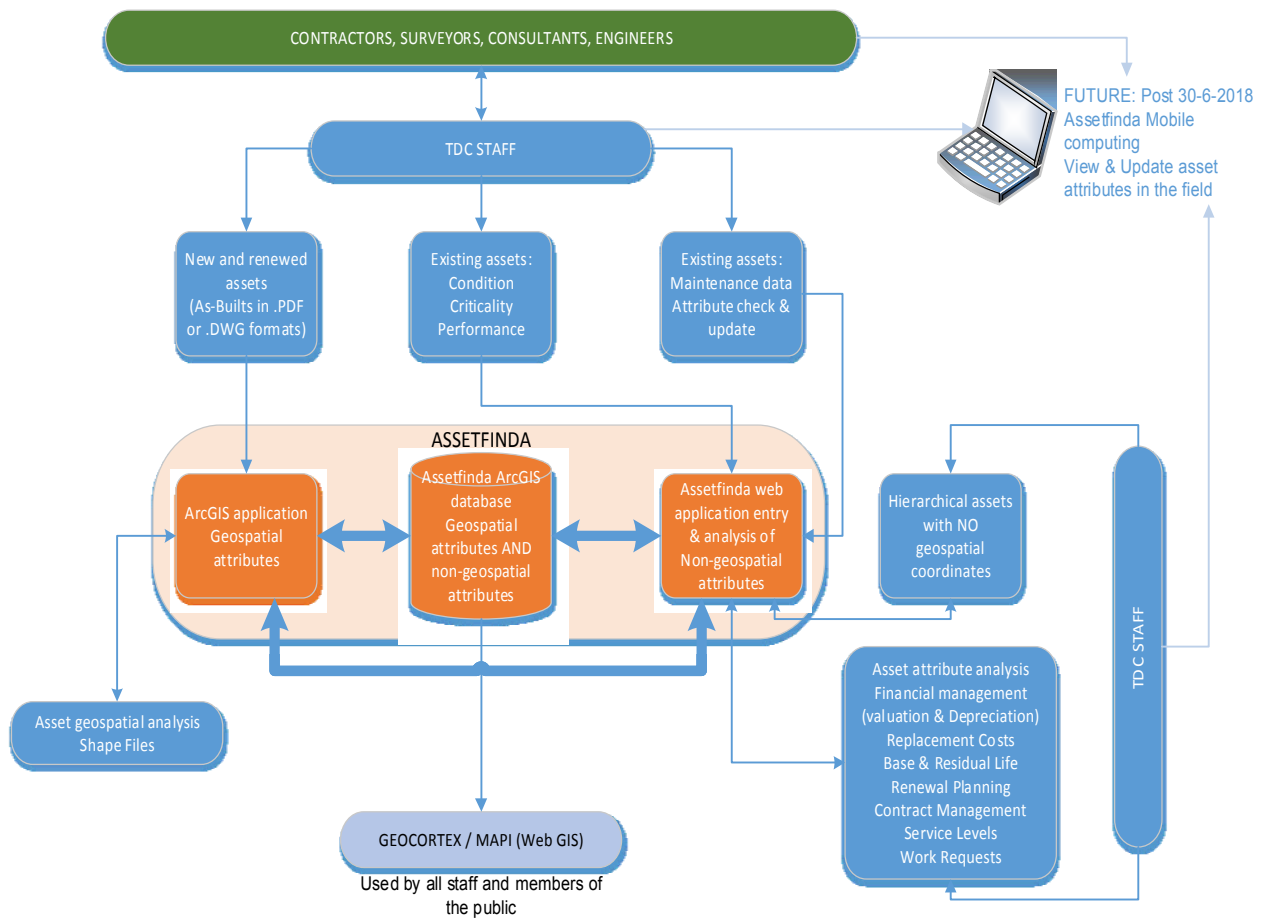 CONTRACTORS, SURVEYORS, CONSULTANTS, ENGINEERS
FUTURE: Post 30-6-2018
Assetfinda Mobile
computing
View & Update asset
attributes in the field
TDC STAFF
New and renewed
assets
(As-Builts in .PDF
or .DWG formats)
Existing assets:
Condition
Criticality
Performance
Existing assets:
Maintenance data
Attribute check &
update
ASSETFINDA
ArcGIS application
Geospatial
attributes
Assetfinda ArcGIS
database
Geospatial
attributes AND
non-geospatial
attributes
Assetfinda web
application entry
& analysis of
Non-geospatial
attributes
Hierarchical assets
with NO
geospatial
coordinates
TDC STAFF
Asset geospatial analysis
Shape Files
Asset attribute analysis
Financial management
(valuation & Depreciation)
Replacement Costs
Base & Residual Life
Renewal Planning
Contract Management
Service Levels
Work Requests
GEOCORTEX / MAPI (Web GIS)
Used by all staff and members of
the public